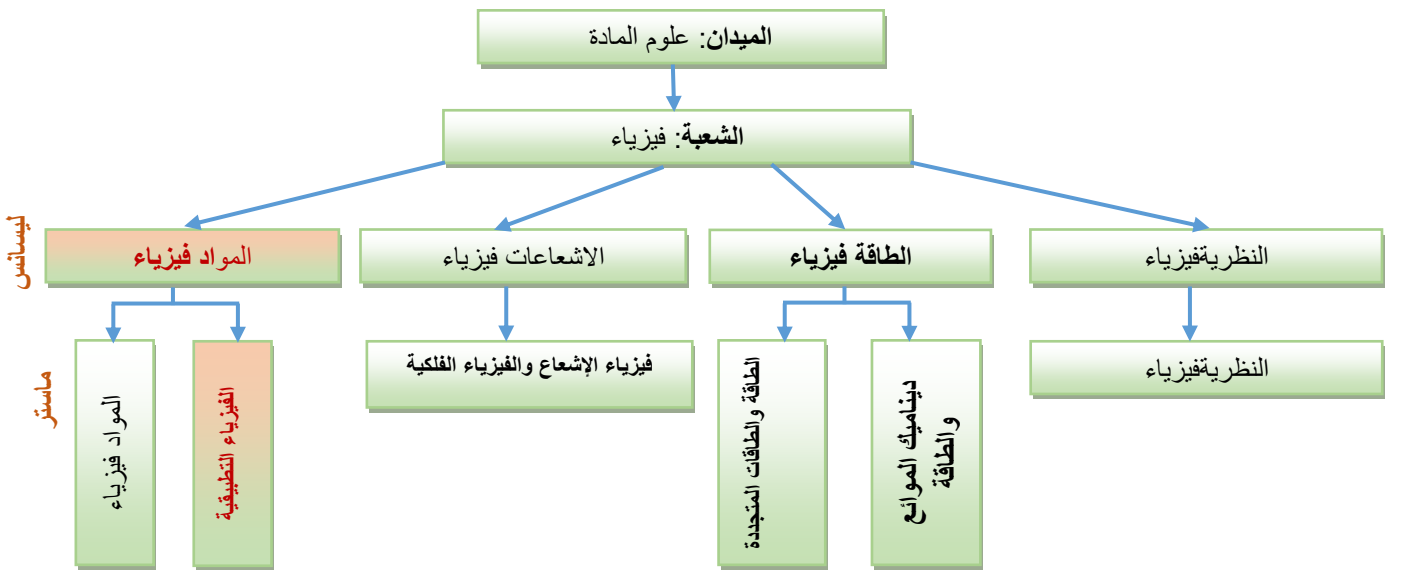 الميدان: علوم المادة
الشعبة: فيزياء
ليسانس
النظريةفيزياء
الطاقة فيزياء
الاشعاعات فيزياء
المواد فيزياء
ماستر
النظريةفيزياء
ديناميك الموائع
والطاقة
الطاقة والطاقات المتجددة
فيزياء الإشعاع والفيزياء الفلكية
الفيزياء التطبيقية
المواد فيزياء